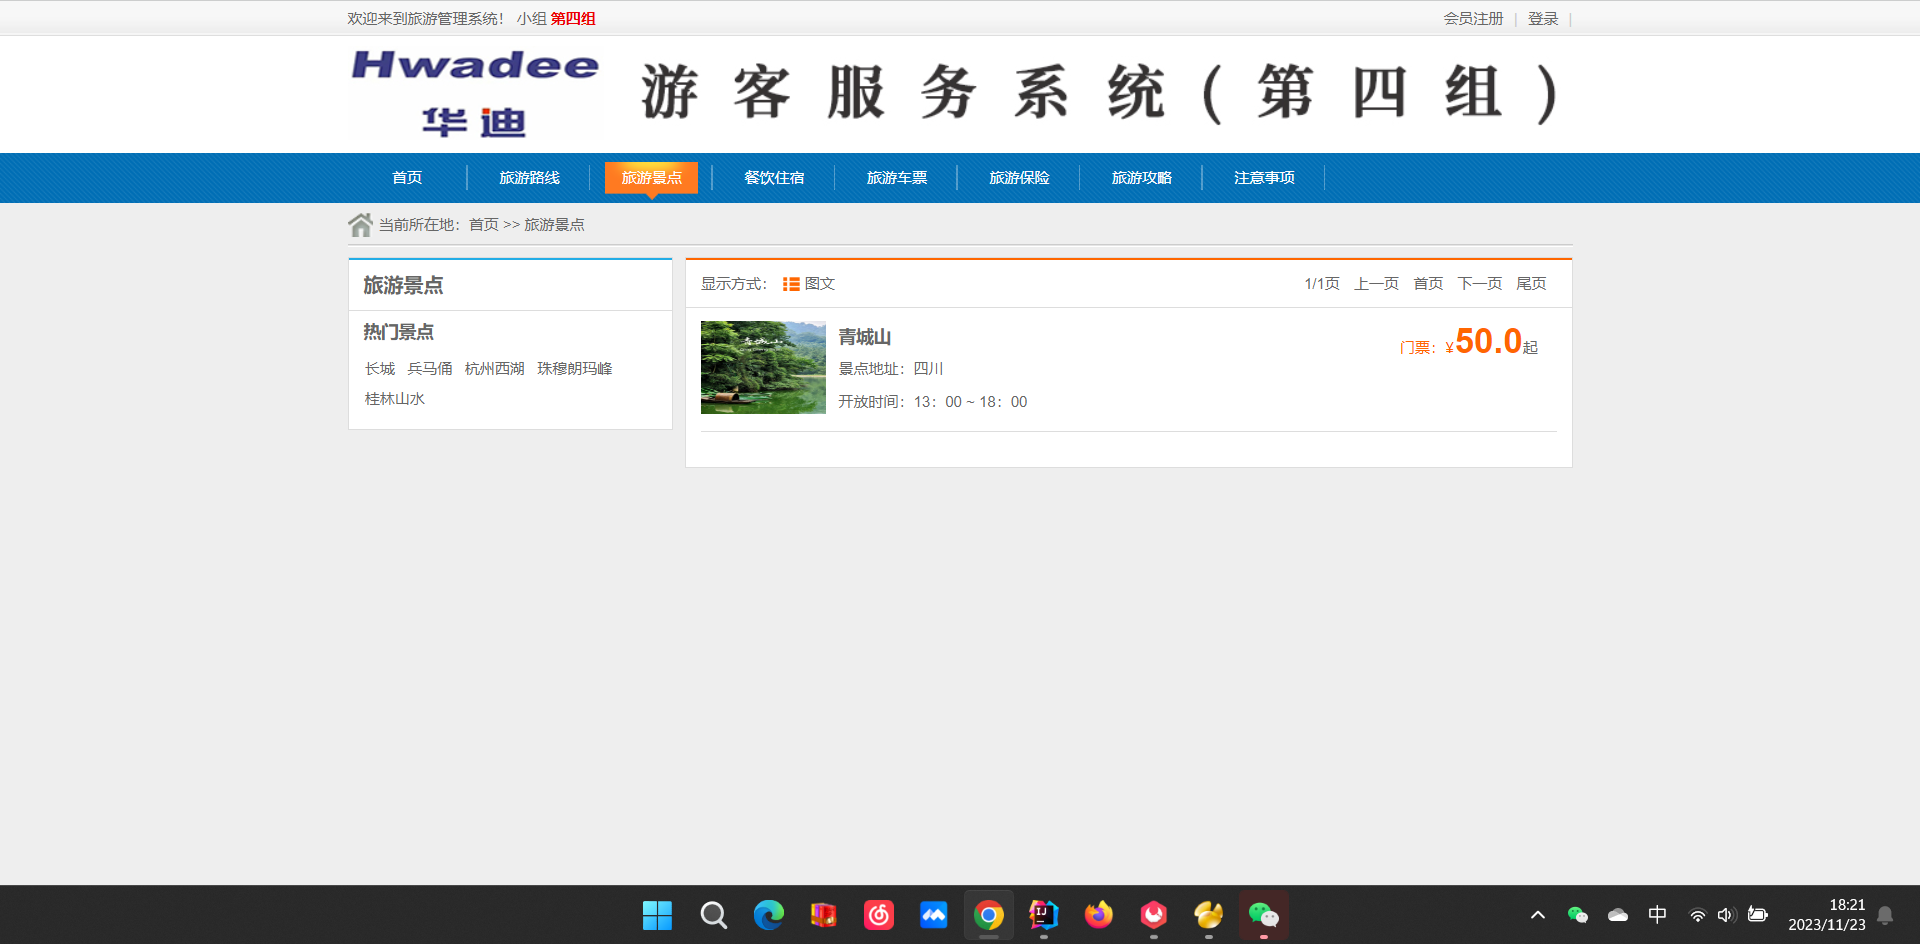 欢迎来到旅游管理系统! 小组 第四组
会员注册 | 登录 |
Hwadee
华迪
游客服务系统(第四组)
首页 旅游路线 旅游景点 餐饮住宿 旅游车票 旅游保险 旅游攻略 注意事项
当前所在地：首页 >> 旅游景点
旅游景点
热门景点
长城 兵马俑 杭州西湖 珠穆朗玛峰
桂林山水
显示方式： 图文
1/1页 上一页 首页 下一页 尾页
青城山
青城山
门票：¥50.0起
景点地址：四川
开放时间：13：00 ~ 18：00
IJ
中
18:21
2023/11/23